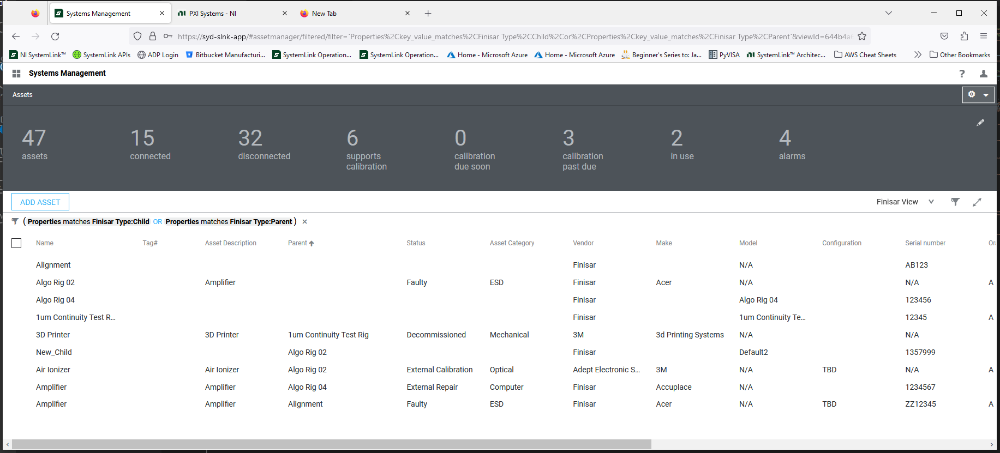 Systems Management
PXI Systems - NI
New Tab
https://syd-slnk-app/#assetmanager/filtered/filter=`Properties%2Ckey_value_matches%2CFinisar Type%2CChild%2Cor%2CProperties%2Ckey_value_matches%2CFinisar Type%2CParent`&viewId=644b4a
NI SystemLink™ SystemLink APIs ADP Login Bitbucket Manufacturi... SystemLink Operation... SystemLink Operation... Home - Microsoft Azure Home - Microsoft Azure Beginner's Series to: Ja... PyVISA SystemLink™ Architec... AWS Cheat Sheets Other Bookmarks
Systems Management
Assets
47 15 32 6 0 3 2 4
assets connected disconnected supports calibration calibration in use alarms
calibration due soon past due
ADD ASSET Finisar View
( Properties matches Finisar Type:Child OR Properties matches Finisar Type:Parent )
Name Tag# Asset Description Parent Status Asset Category Vendor Make Model Configuration Serial number Ora
Alignment Finisar N/A AB123
Algo Rig 02 Amplifier Faulty ESD Finisar Acer N/A N/A A
Algo Rig 04 Finisar Algo Rig 04 123456
1um Continuity Test R... Finisar 1um Continuity Te... 12345 A
3D Printer 3D Printer 1um Continuity Test Rig Decommissioned Mechanical 3M 3d Printing Systems N/A N/A
New_Child Algo Rig 02 Finisar Default2 1357999
Air Ionizer Air Ionizer Algo Rig 02 External Calibration Optical Adept Electronic S... 3M N/A TBD N/A A
Amplifier Amplifier Algo Rig 04 External Repair Computer Finisar Accuplace N/A 1234567
Amplifier Amplifier Alignment Faulty ESD Finisar Acer N/A TBD ZZ12345 A